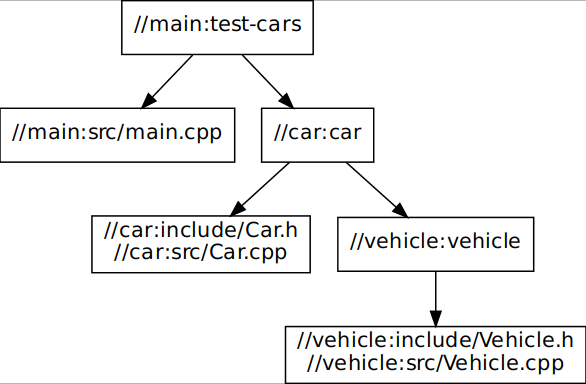 //main:test-cars
//main:src/main.cpp
//car:car
//car:include/Car.h
//car:src/Car.cpp
//vehicle:vehicle
//vehicle:include/Vehicle.h
//vehicle:src/Vehicle.cpp